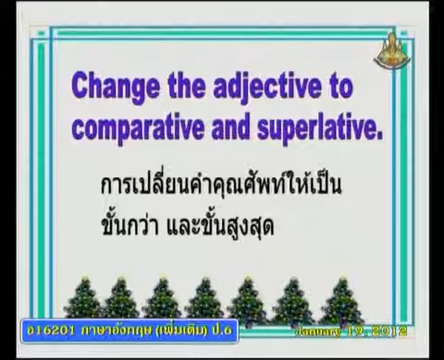 Change the adjective to
comparative and superlative.
การเปลี่ยนคำคุณศัพท์ให้เป็น
ขั้นกว่า และขั้นสูงสุด
อ16201 ภาษาอังกฤษ (เพิ่มเติม) ป.6
January 19, 2012